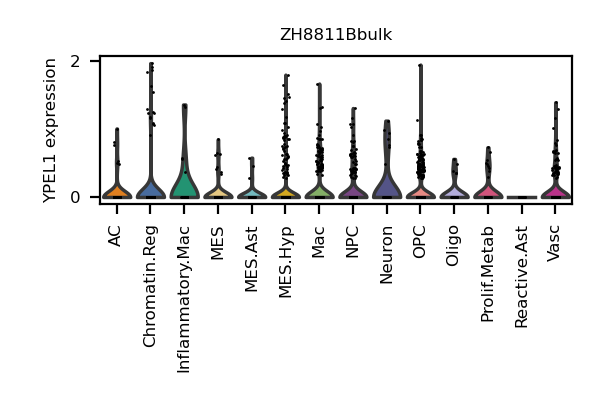 ZH8811Bbulk
YPEL1 expression
2
0
AC
Chromatin.Reg
Inflammatory.Mac
MES
MES.Ast
MES.Hyp
Mac
NPC
Neuron
OPC
Oligo
Prolif.Metab
Reactive.Ast
Vasc